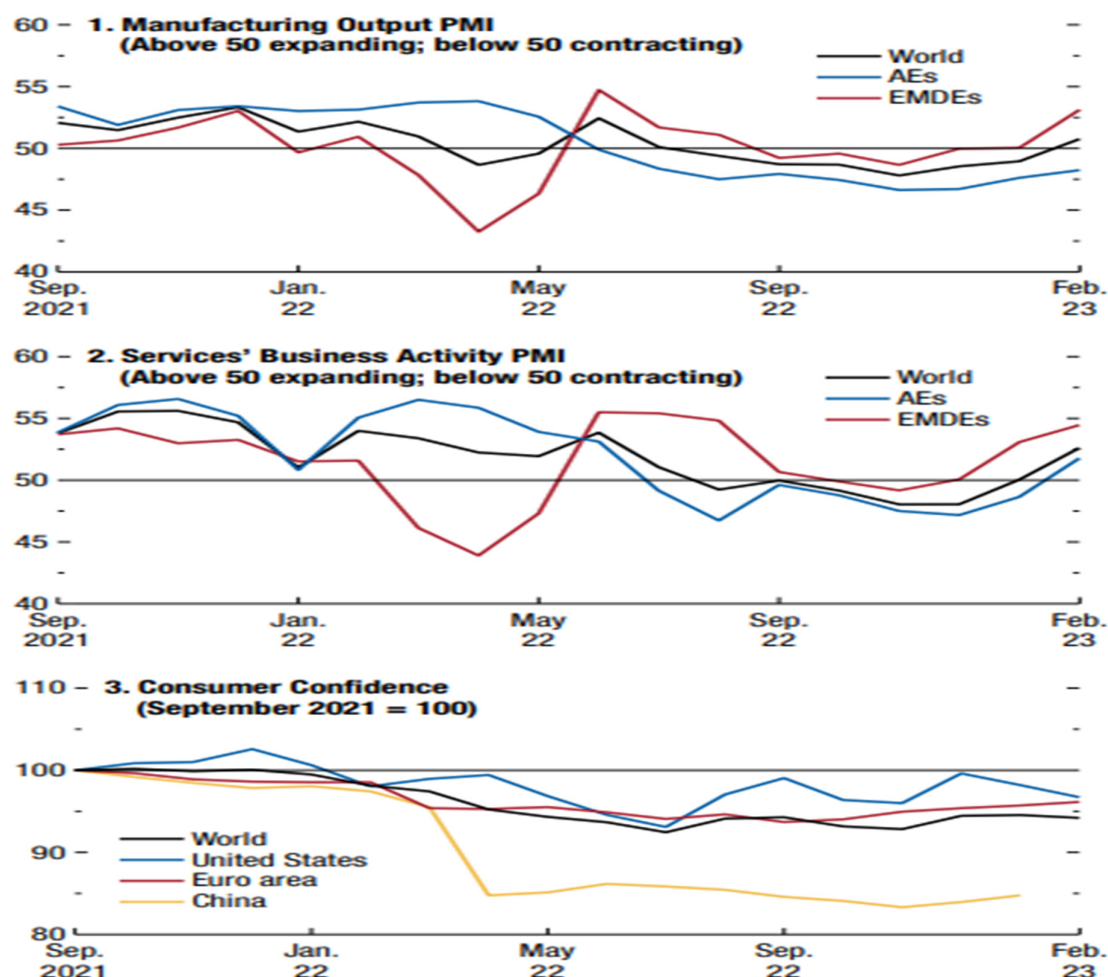 60 – 1. Manufacturing Output PMI
(Above 50 expanding; below 50 contracting)
World
AEs
EMDEs
55 –
50
45 –
40
Sep. Jan. May Sep. Feb.
2021 22 22 22 23
60 – 2. Services’ Business Activity PMI
(Above 50 expanding; below 50 contracting)
World
AEs
EMDEs
55 –
50
45 –
40
Sep. Jan. May Sep. Feb.
2021 22 22 22 23
110 – 3. Consumer Confidence
(September 2021 = 100)
100
90 –
World
United States
Euro area
China
80
Sep. Jan. May Sep. Feb.
2021 22 22 22 23